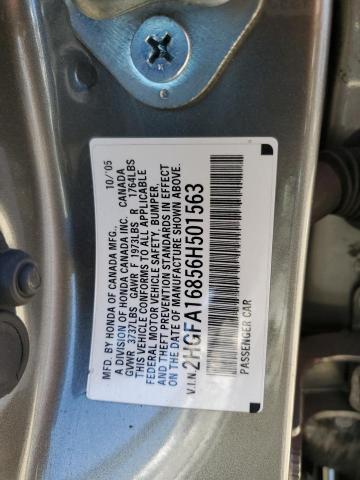 MFD. BY HONDA OF CANADA MFG., 10/05
A DIVISION OF HONDA CANADA INC. CANADA
GVWR 3737LBS GAWR F 1973LBS R 1764LBS
THIS VEHICLE CONFORMS TO ALL APPLICABLE
FEDERAL MOTOR VEHICLE SAFETY, BUMPER,
AND THEFT PREVENTION STANDARDS IN EFFECT
ON THE DATE OF MANUFACTURE SHOWN ABOVE.
V.I.N. 2HGFA16856H501563
PASSENGER CAR